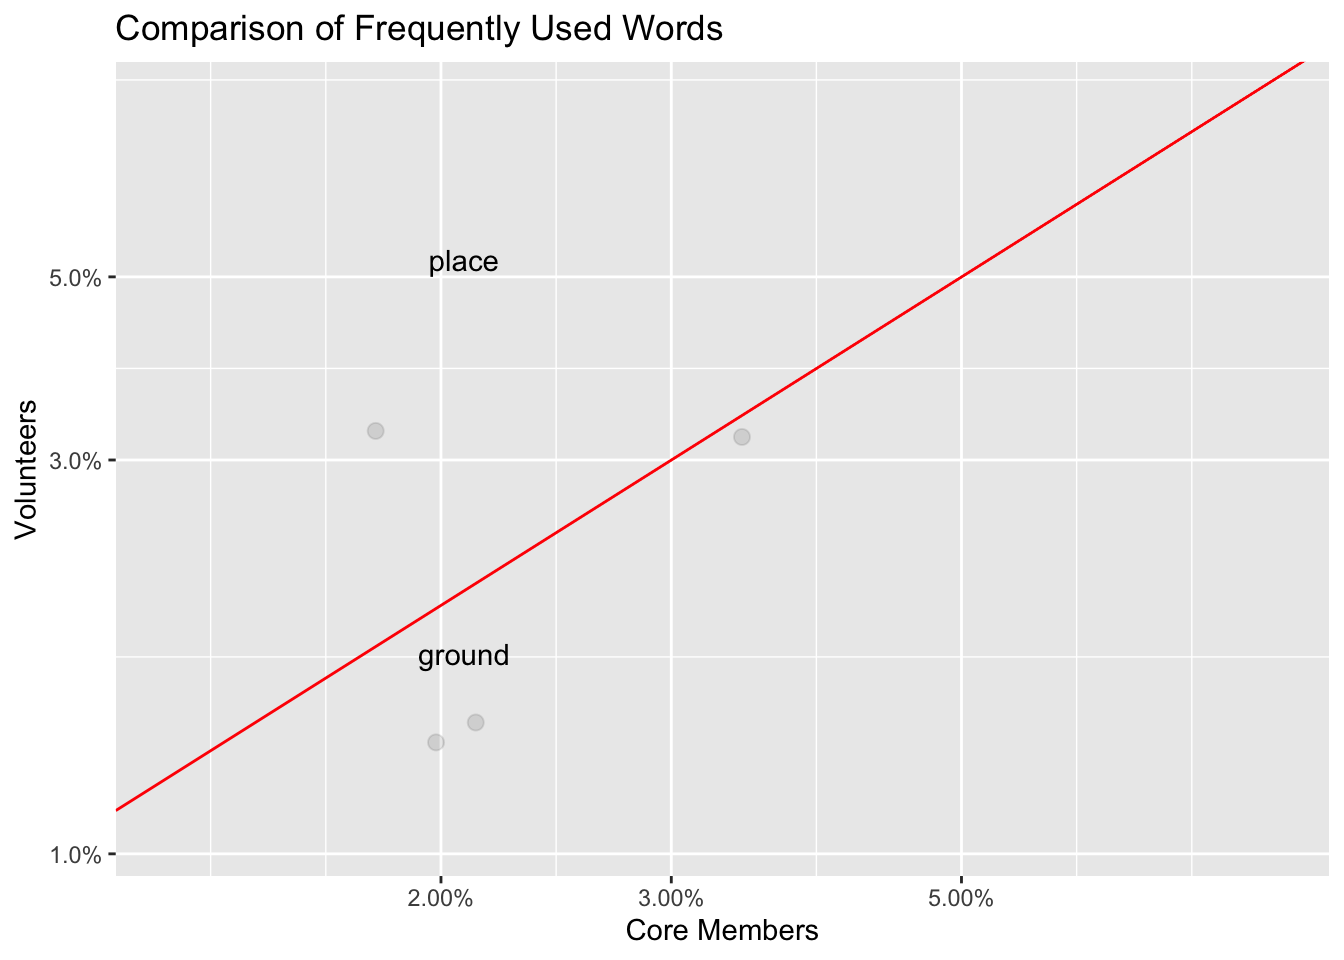 Comparison of Frequently Used Words
place
5.0%
Volunteers
3.0%
ground
1.0%
2.00% 3.00% 5.00%
Core Members